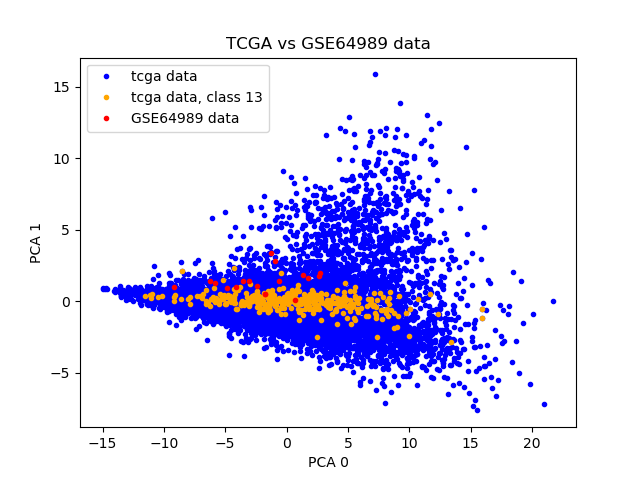 TCGA vs GSE64989 data
tcga data
tcga data, class 13
GSE64989 data
15
10
5
0
−5
PCA 1
−15 −10 −5 0 5 10 15 20
PCA 0